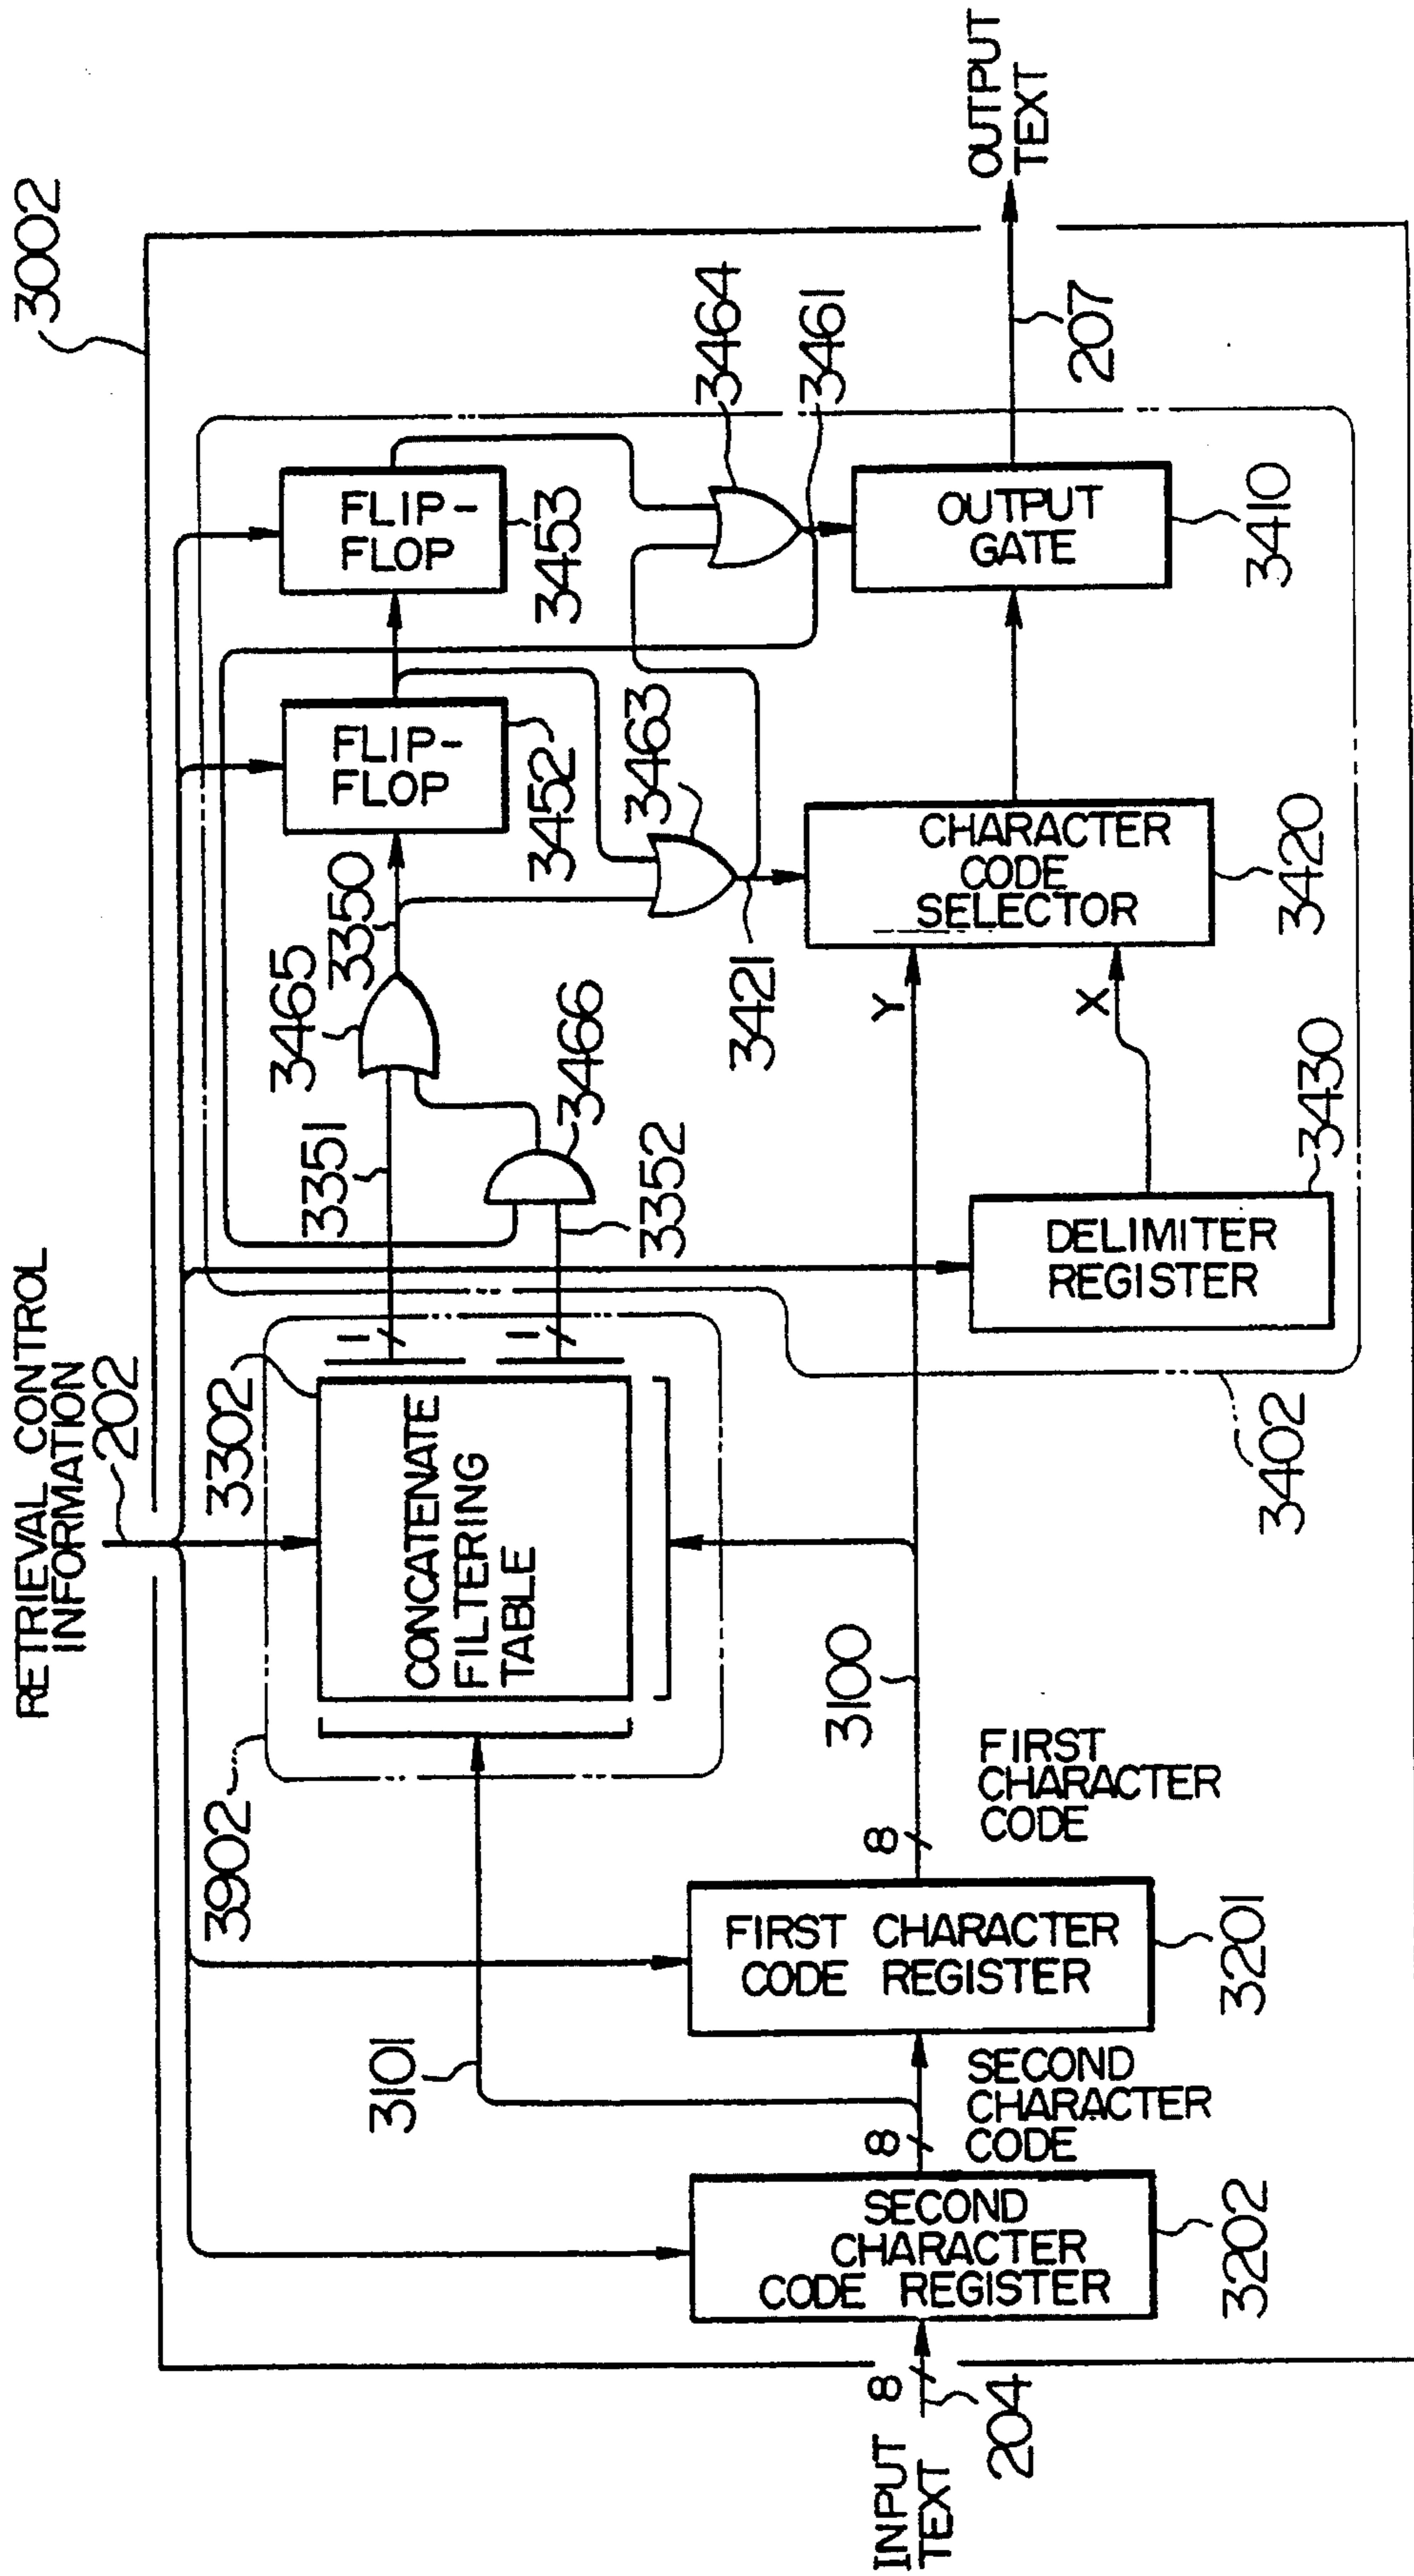 RETRIEVAL CONTROL
INFORMATION
202
3002
3902
3302
CONCATENATE
FILTERING
TABLE
1
1
3351
3352
3465
3466
3350
FLIP-
FLOP
3452
FLIP-
FLOP
3453
3463
3421
3464
3461
3101
3100
INPUT
TEXT
8
204
SECOND
CHARACTER
CODE REGISTER
3202
8
SECOND
CHARACTER
CODE
FIRST CHARACTER
CODE REGISTER
3201
8
FIRST
CHARACTER
CODE
3402
DELIMITER
REGISTER
3430
Y
X
CHARACTER
CODE
SELECTOR
3420
OUTPUT
GATE
3410
207
OUTPUT
TEXT